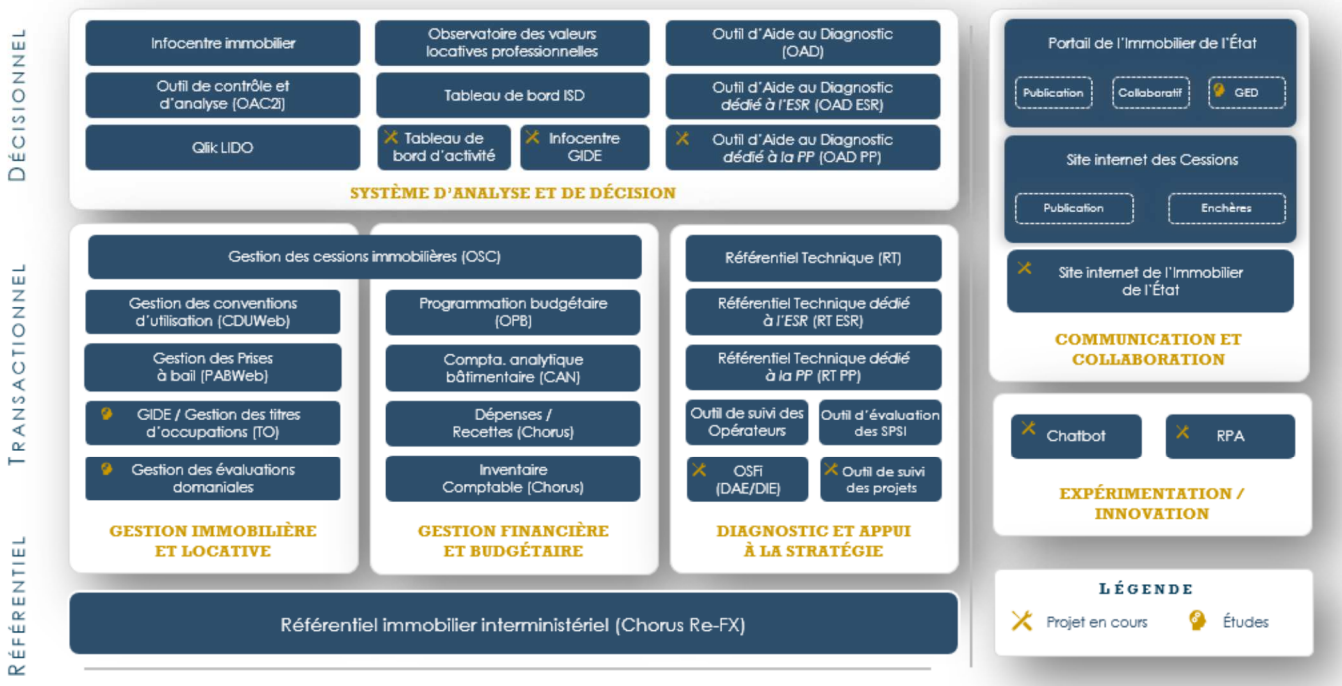 DÉCISIONNEL
Infocentre immobilier
Outil de contrôle et
d'analyse (OAC2i)
Qlik LIDO
Observatoire des valeurs
locatives professionnelles
Tableau de bord ISD
Tableau de
bord d'activité
Infocentre
GIDE
Outil d'Aide au Diagnostic
(OAD)
Outil d'Aide au Diagnostic
dédié à l'ESR (OAD ESR)
Outil d'Aide au Diagnostic
dédié à la PP (OAD PP)
SYSTÈME D'ANALYSE ET DE DÉCISION
TRANSACTIONNEL
Gestion des cessions immobilières (OSC)
Gestion des conventions
d'utilisation (CDUWeb)
Gestion des Prises
à bail (PABWeb)
GIDE / Gestion des titres
d'occupations (TO)
Gestion des évaluations
domaniales
GESTION IMMOBILIÈRE
ET LOCATIVE
Programmation budgétaire
(OPB)
Compta. analytique
bâtimentaire (CAN)
Dépenses /
Recettes (Chorus)
Inventaire
Comptable (Chorus)
GESTION FINANCIÈRE
ET BUDGÉTAIRE
Référentiel Technique (RT)
Référentiel Technique dédié
à l'ESR (RT ESR)
Référentiel Technique dédié
à la PP (RT PP)
Outil de suivi des
Opérateurs
Outil d'évaluation
des SPSI
OSFi
(DAE/DIE)
Outil de suivi
des projets
DIAGNOSTIC ET APPUI
À LA STRATÉGIE
RÉFÉRENTIEL
Référentiel immobilier interministériel (Chorus Re-FX)
Portail de l'Immobilier de l'État
Publication
Collaboratif
GED
Site internet des Cessions
Publication
Enchères
Site internet de l'Immobilier
de l'État
COMMUNICATION ET
COLLABORATION
Chatbot
RPA
EXPÉRIMENTATION /
INNOVATION
LÉGENDE
Projet en cours
Études